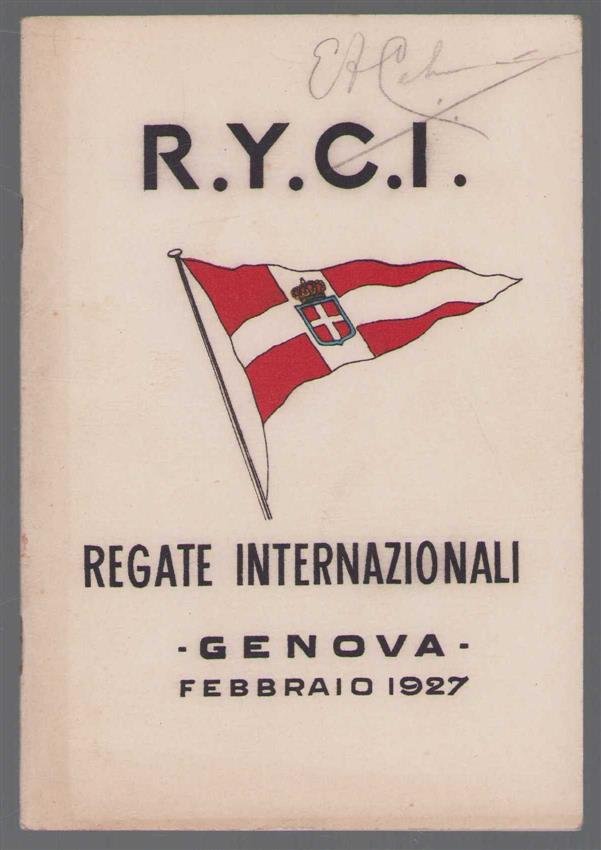 R.Y.C.I.
REGATE INTERNAZIONALI
- GENOVA -
FEBBRAIO 1927